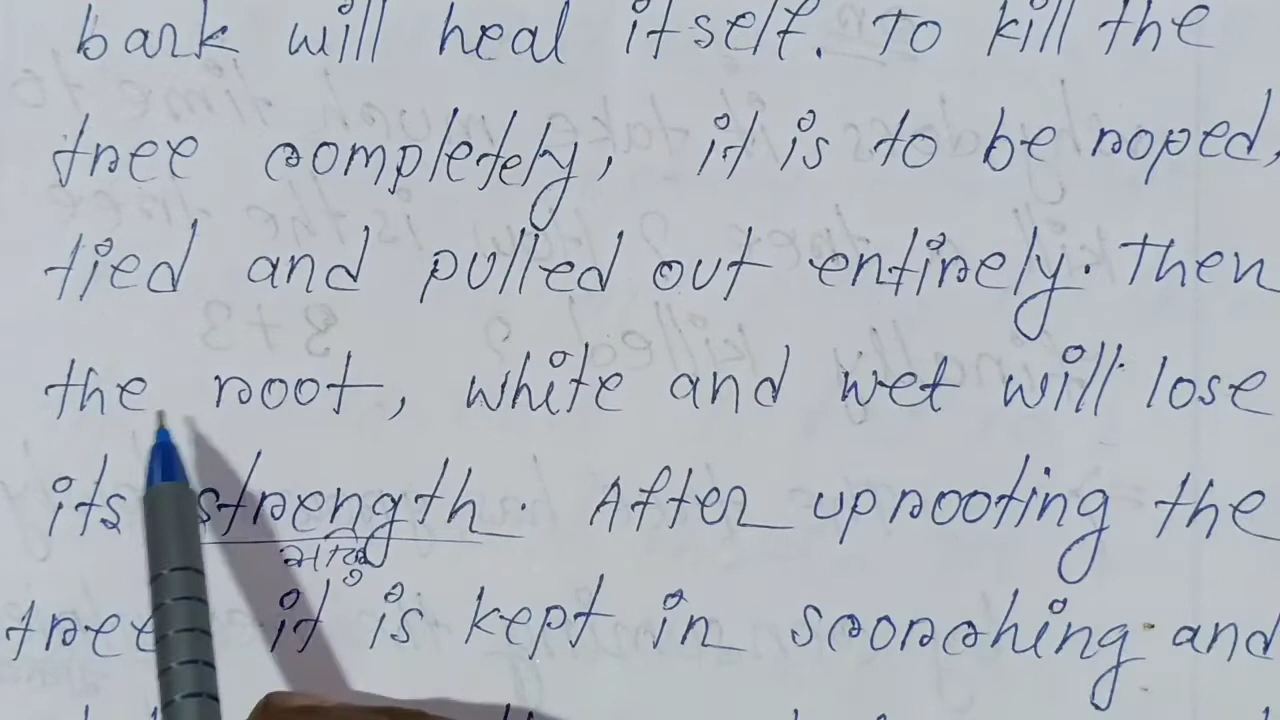 bark will heal itself. To kill the
tree completely, it is to be roped,
tied and pulled out entirely. Then
the root, white and wet will lose
its strength. After uprooting the
tree it is kept in scorching and